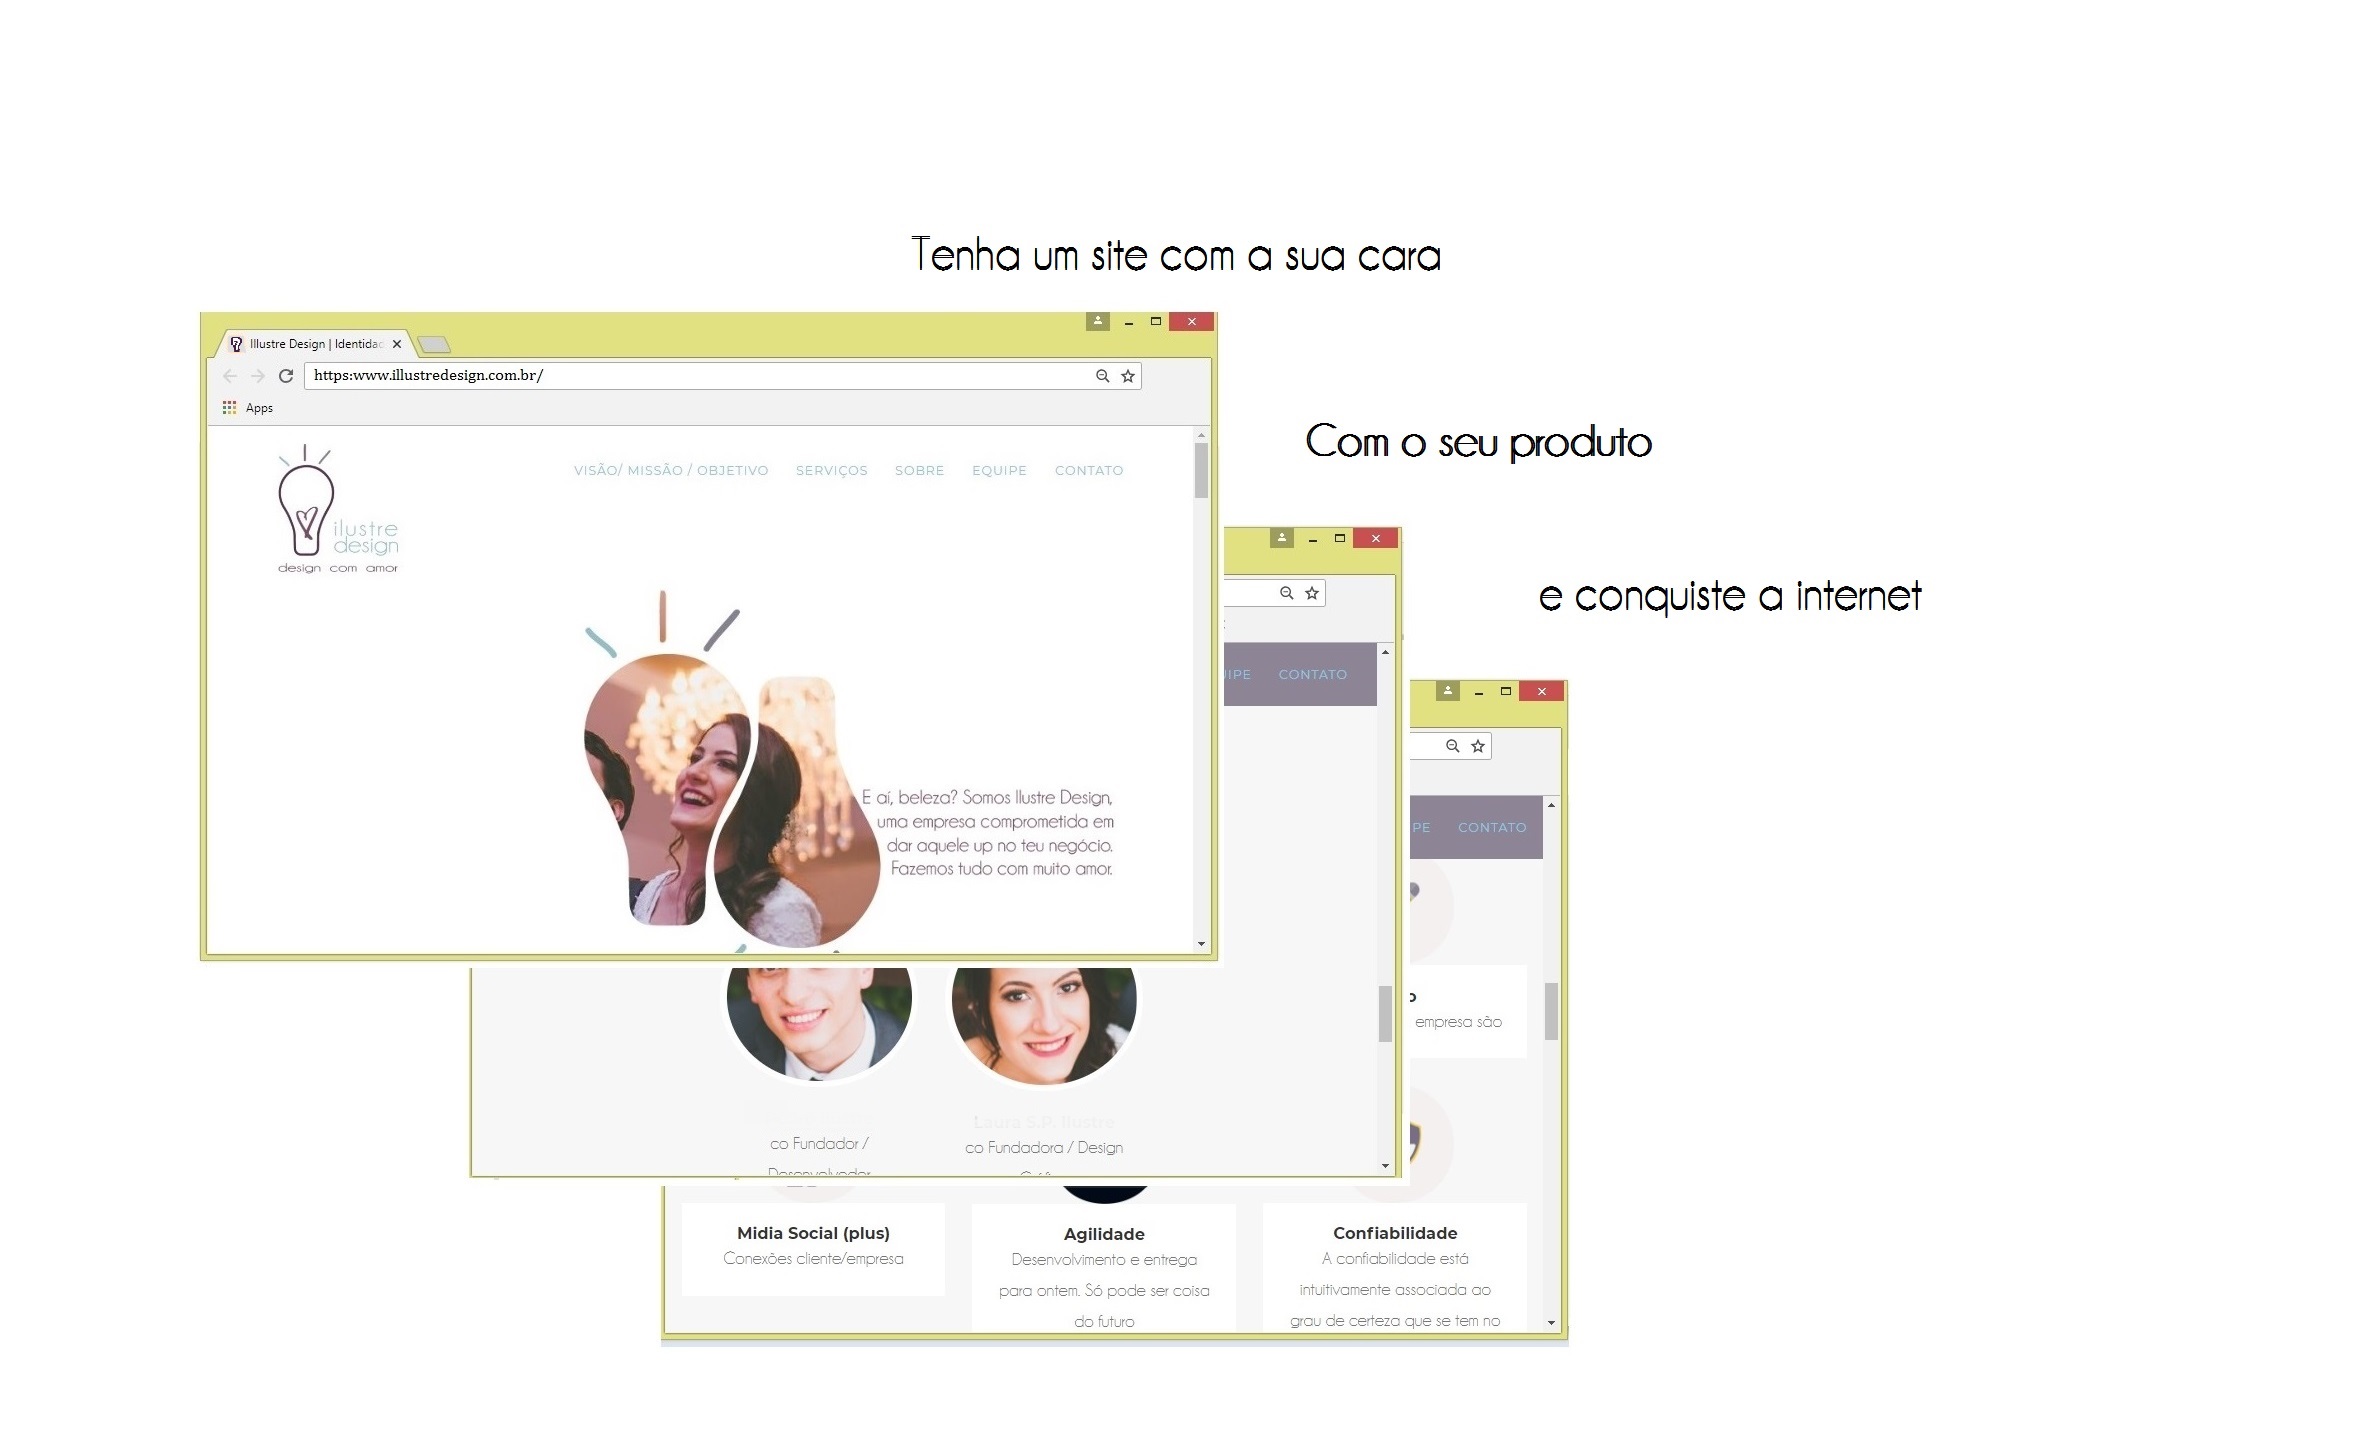 Tenha um site com a sua cara
Illustre Design | Identidad
https:www.illustredesign.com.br/
Apps
VISÃO/ MISSÃO / OBJETIVO SERVIÇOS SOBRE EQUIPE CONTATO
ilustre
design
design com amor
E aí, beleza? Somos Ilustre Design,
uma empresa comprometida em
dar aquele up no teu negócio.
Fazemos tudo com muito amor.
Com o seu produto
e conquiste a internet
CONTATO
co Fundador /
Desenvolvedor
Laura S.P. Ilustre
co Fundadora / Design
CONTATO
empresa são
Midia Social (plus)
Conexões cliente/empresa
Agilidade
Desenvolvimento e entrega
para ontem. Só pode ser coisa
do futuro
Confiabilidade
A confiabilidade está
intuitivamente associada ao
grau de certeza que se tem no